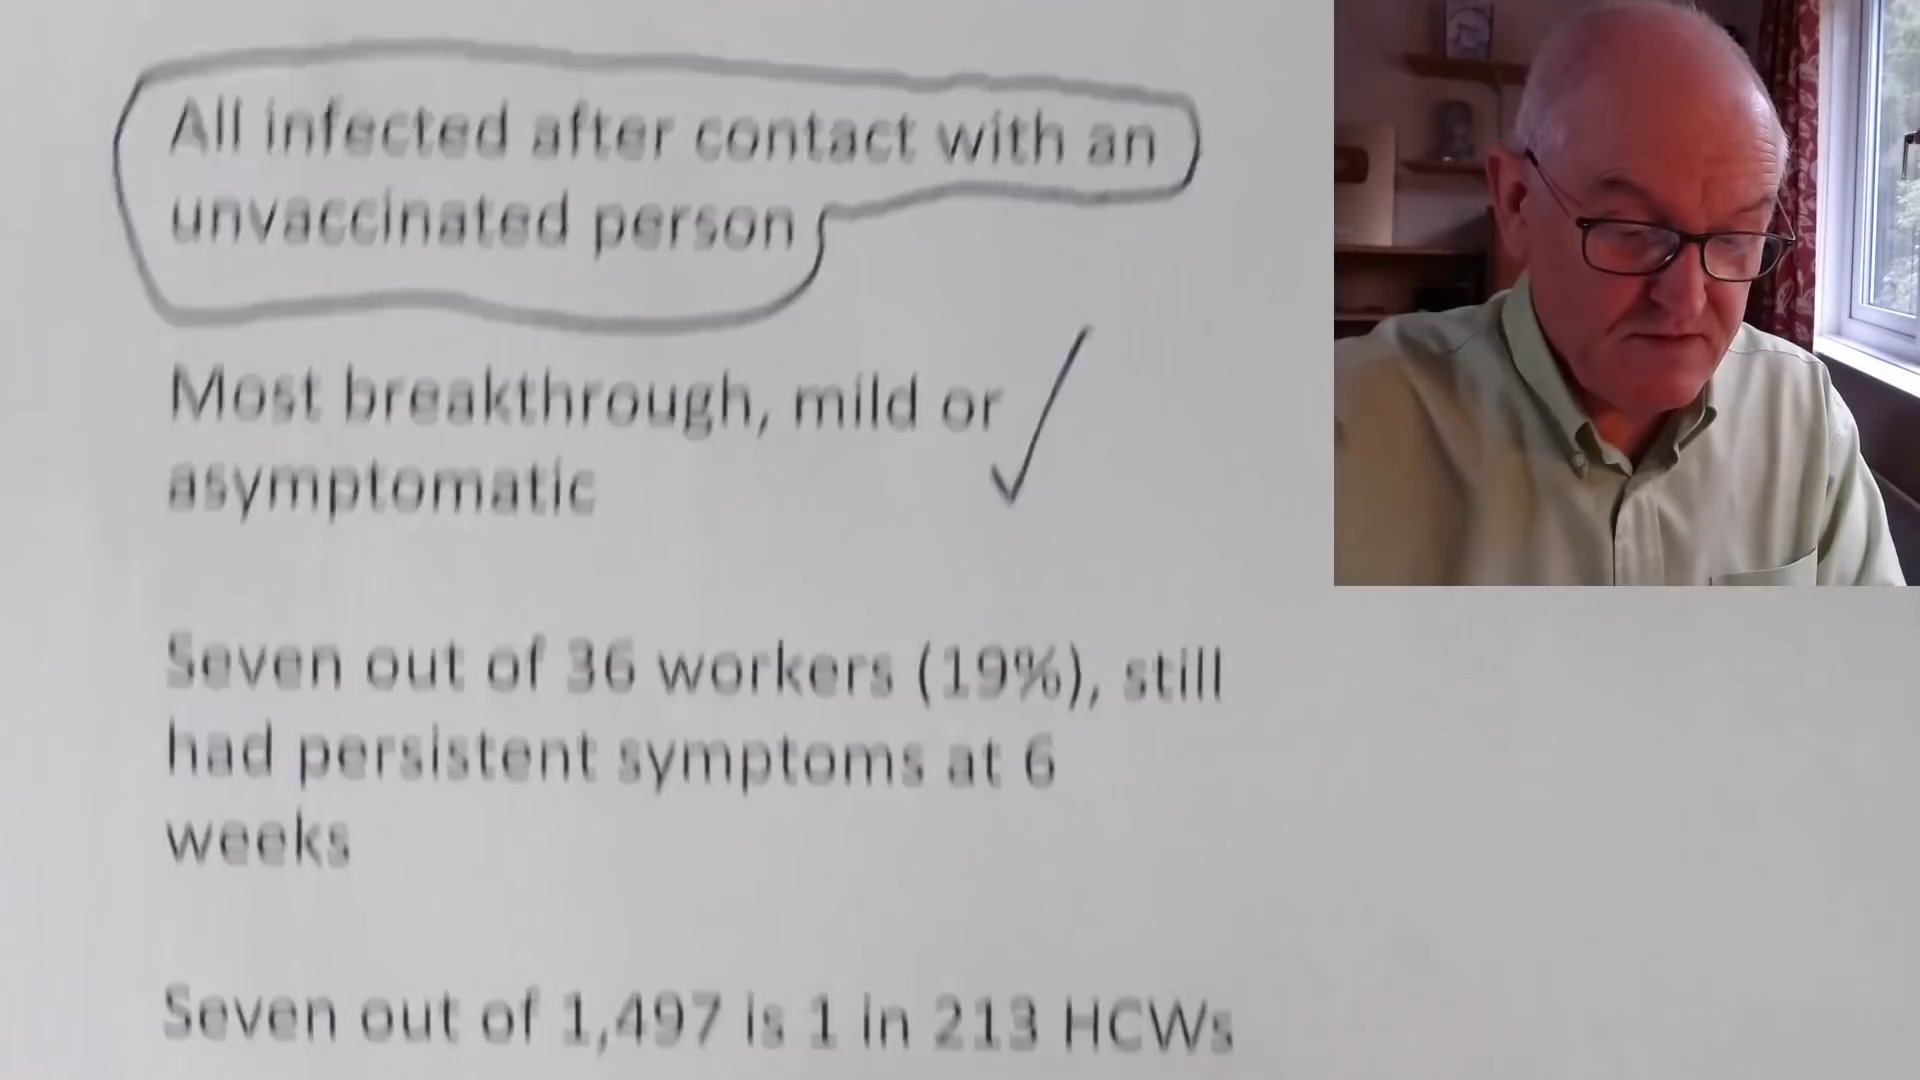 All infected after contact with an
unvaccinated person
Most breakthrough, mild or
asymptomatic
Seven out of 36 workers (19%), still
had persistent symptoms at 6
weeks
Seven out of 1,497 is 1 in 213 HCWs